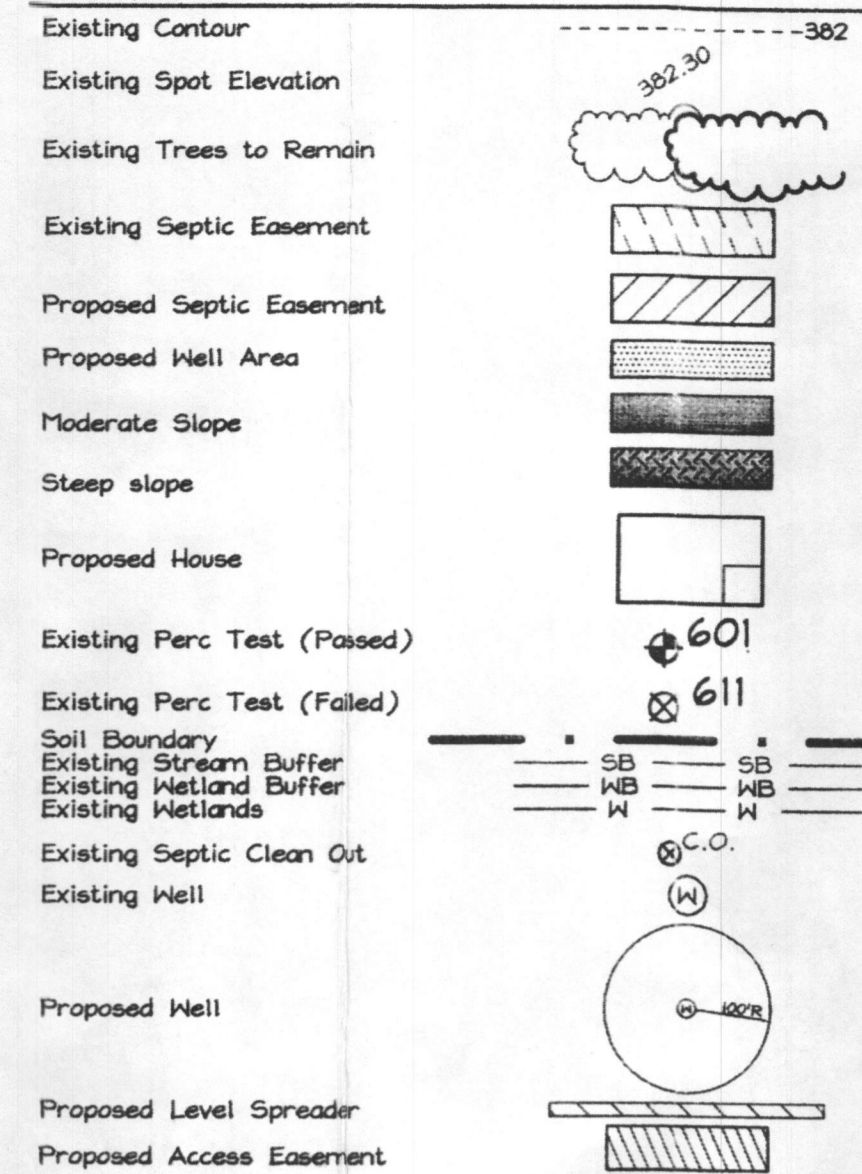 Existing Contour 382
Existing Spot Elevation 382.30
Existing Trees to Remain
Existing Septic Easement
Proposed Septic Easement
Proposed Well Area
Moderate Slope
Steep slope
Proposed House
Existing Perc Test (Passed) 601
Existing Perc Test (Failed) 611
Soil Boundary
Existing Stream Buffer SB SB
Existing Wetland Buffer WB WB
Existing Wetlands W W
Existing Septic Clean Out C.O.
Existing Well W
Proposed Well W 100'R
Proposed Level Spreader
Proposed Access Easement